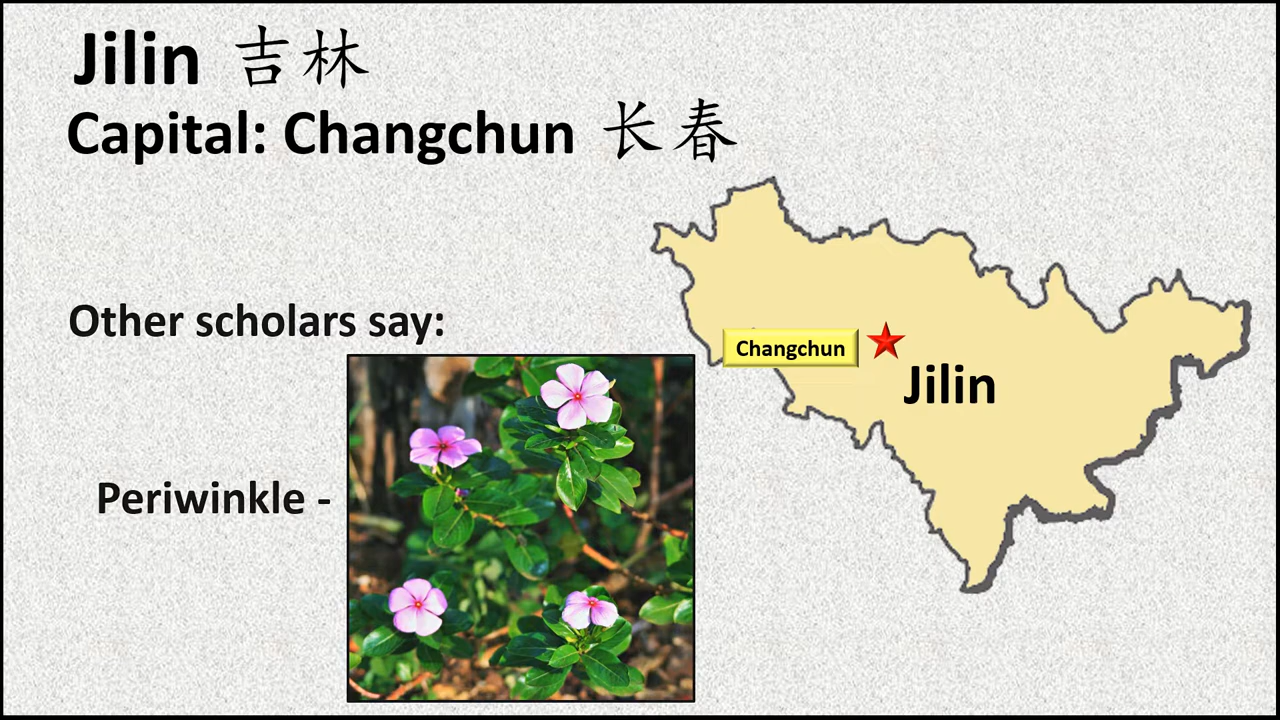 Jilin 吉林
Capital: Changchun 长春
Other scholars say:
Changchun
Jilin
Periwinkle -